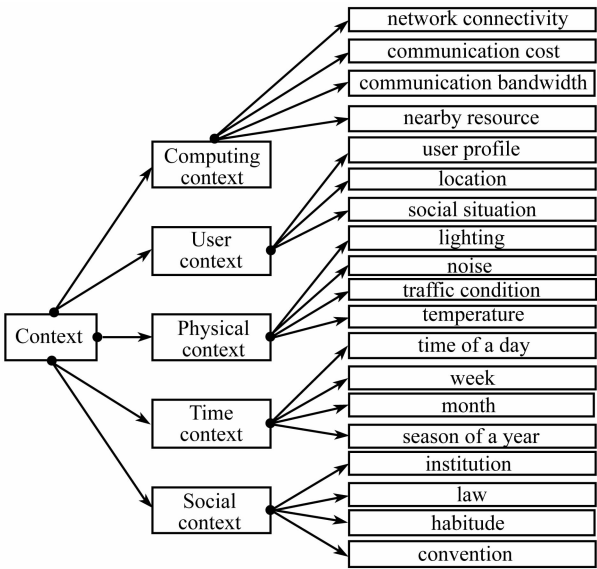 network connectivity
communication cost
communication bandwidth
nearby resource
Computing
context
user profile
location
social situation
User
context
lighting
noise
traffic condition
temperature
Context
Physical
context
time of a day
week
month
season of a year
Time
context
institution
law
habitude
convention
Social
context